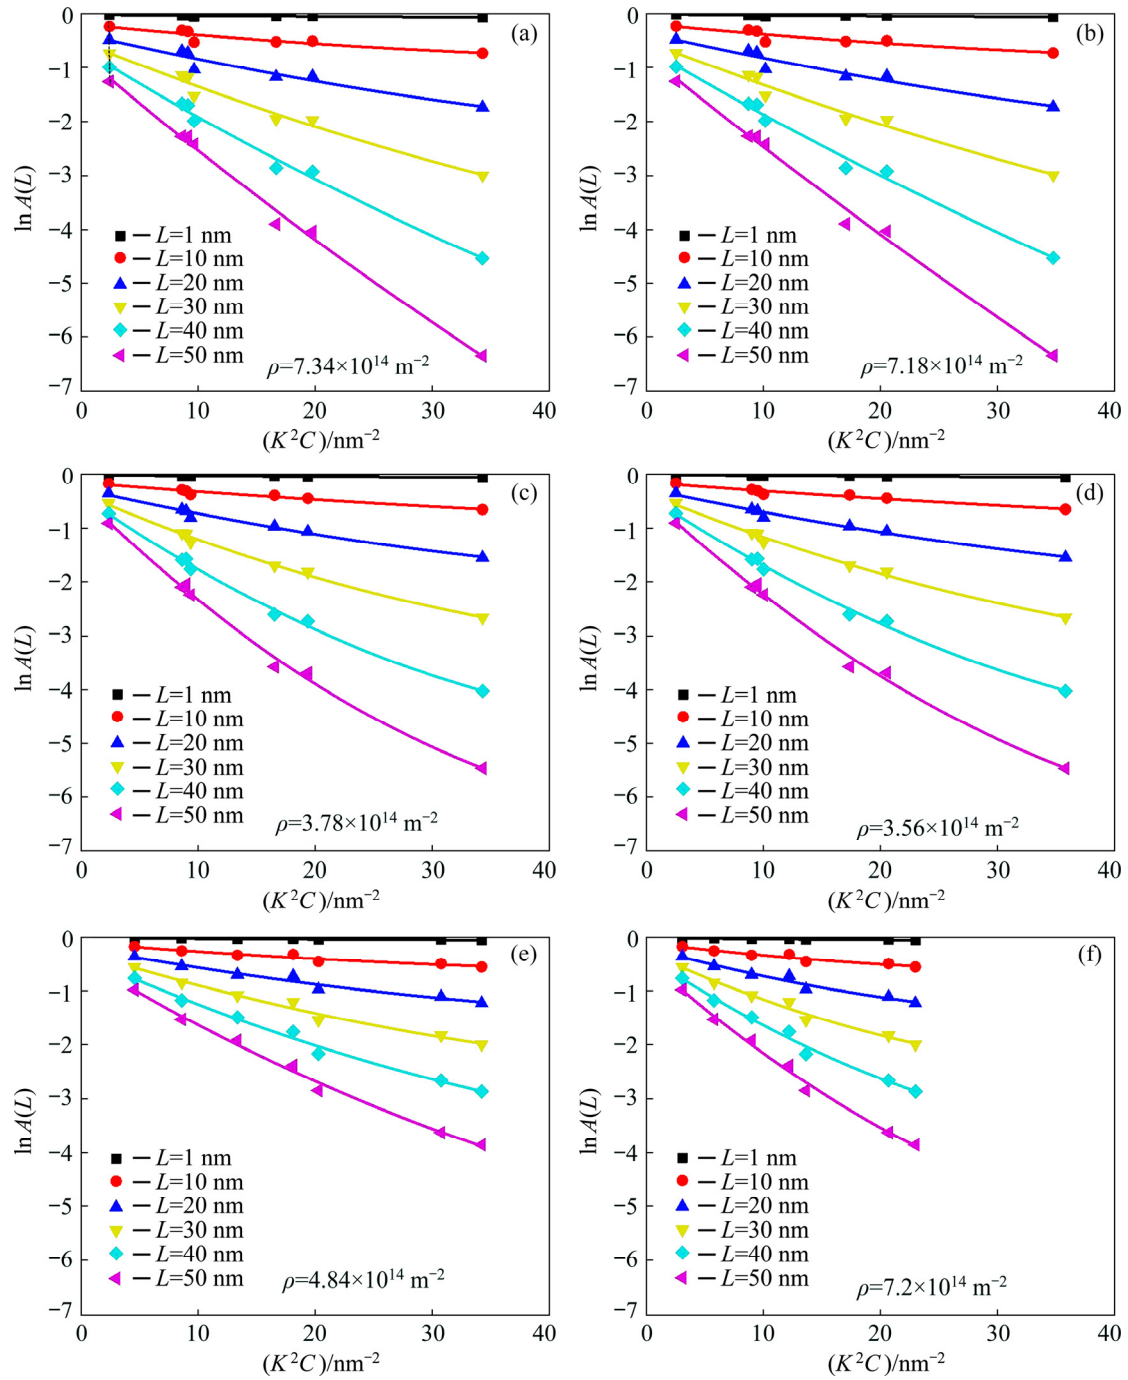 (a)
0
−1
−2
−3
−4
−5
−6
−7
ln A(L)
L=1 nm
L=10 nm
L=20 nm
L=30 nm
L=40 nm
L=50 nm
ρ=7.34×10¹⁴ m⁻²
0 10 20 30 40
(K²C)/nm⁻²
(b)
0
−1
−2
−3
−4
−5
−6
−7
ln A(L)
L=1 nm
L=10 nm
L=20 nm
L=30 nm
L=40 nm
L=50 nm
ρ=7.18×10¹⁴ m⁻²
0 10 20 30 40
(K²C)/nm⁻²
(c)
0
−1
−2
−3
−4
−5
−6
−7
ln A(L)
L=1 nm
L=10 nm
L=20 nm
L=30 nm
L=40 nm
L=50 nm
ρ=3.78×10¹⁴ m⁻²
0 10 20 30 40
(K²C)/nm⁻²
(d)
0
−1
−2
−3
−4
−5
−6
−7
ln A(L)
L=1 nm
L=10 nm
L=20 nm
L=30 nm
L=40 nm
L=50 nm
ρ=3.56×10¹⁴ m⁻²
0 10 20 30 40
(K²C)/nm⁻²
(e)
0
−1
−2
−3
−4
−5
−6
−7
ln A(L)
L=1 nm
L=10 nm
L=20 nm
L=30 nm
L=40 nm
L=50 nm
ρ=4.84×10¹⁴ m⁻²
0 10 20 30 40
(K²C)/nm⁻²
(f)
0
−1
−2
−3
−4
−5
−6
−7
ln A(L)
L=1 nm
L=10 nm
L=20 nm
L=30 nm
L=40 nm
L=50 nm
ρ=7.2×10¹⁴ m⁻²
0 10 20 30 40
(K²C)/nm⁻²